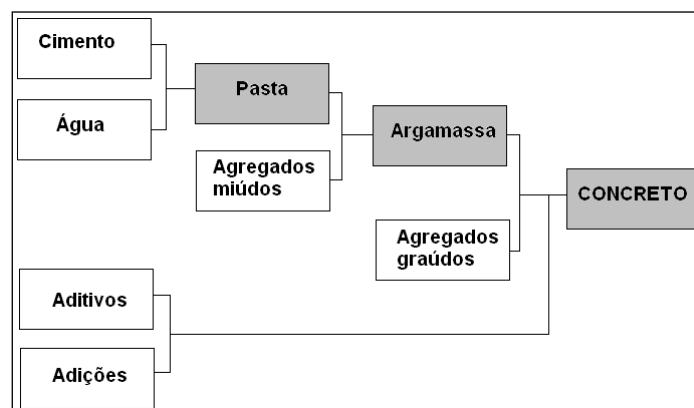 Cimento
Pasta
Água
Argamassa
Agregados
miúdos
CONCRETO
Agregados
graúdos
Aditivos
Adições